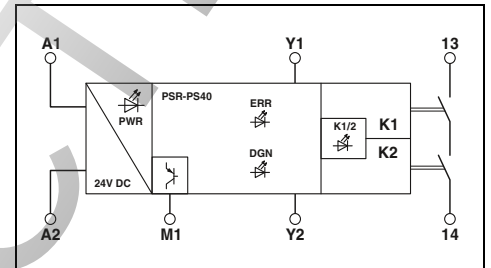 A1 Y1 13
PSR-PS40 ERR
PWR K1/2 K1
DGN K2
24V DC
A2 M1 Y2 14